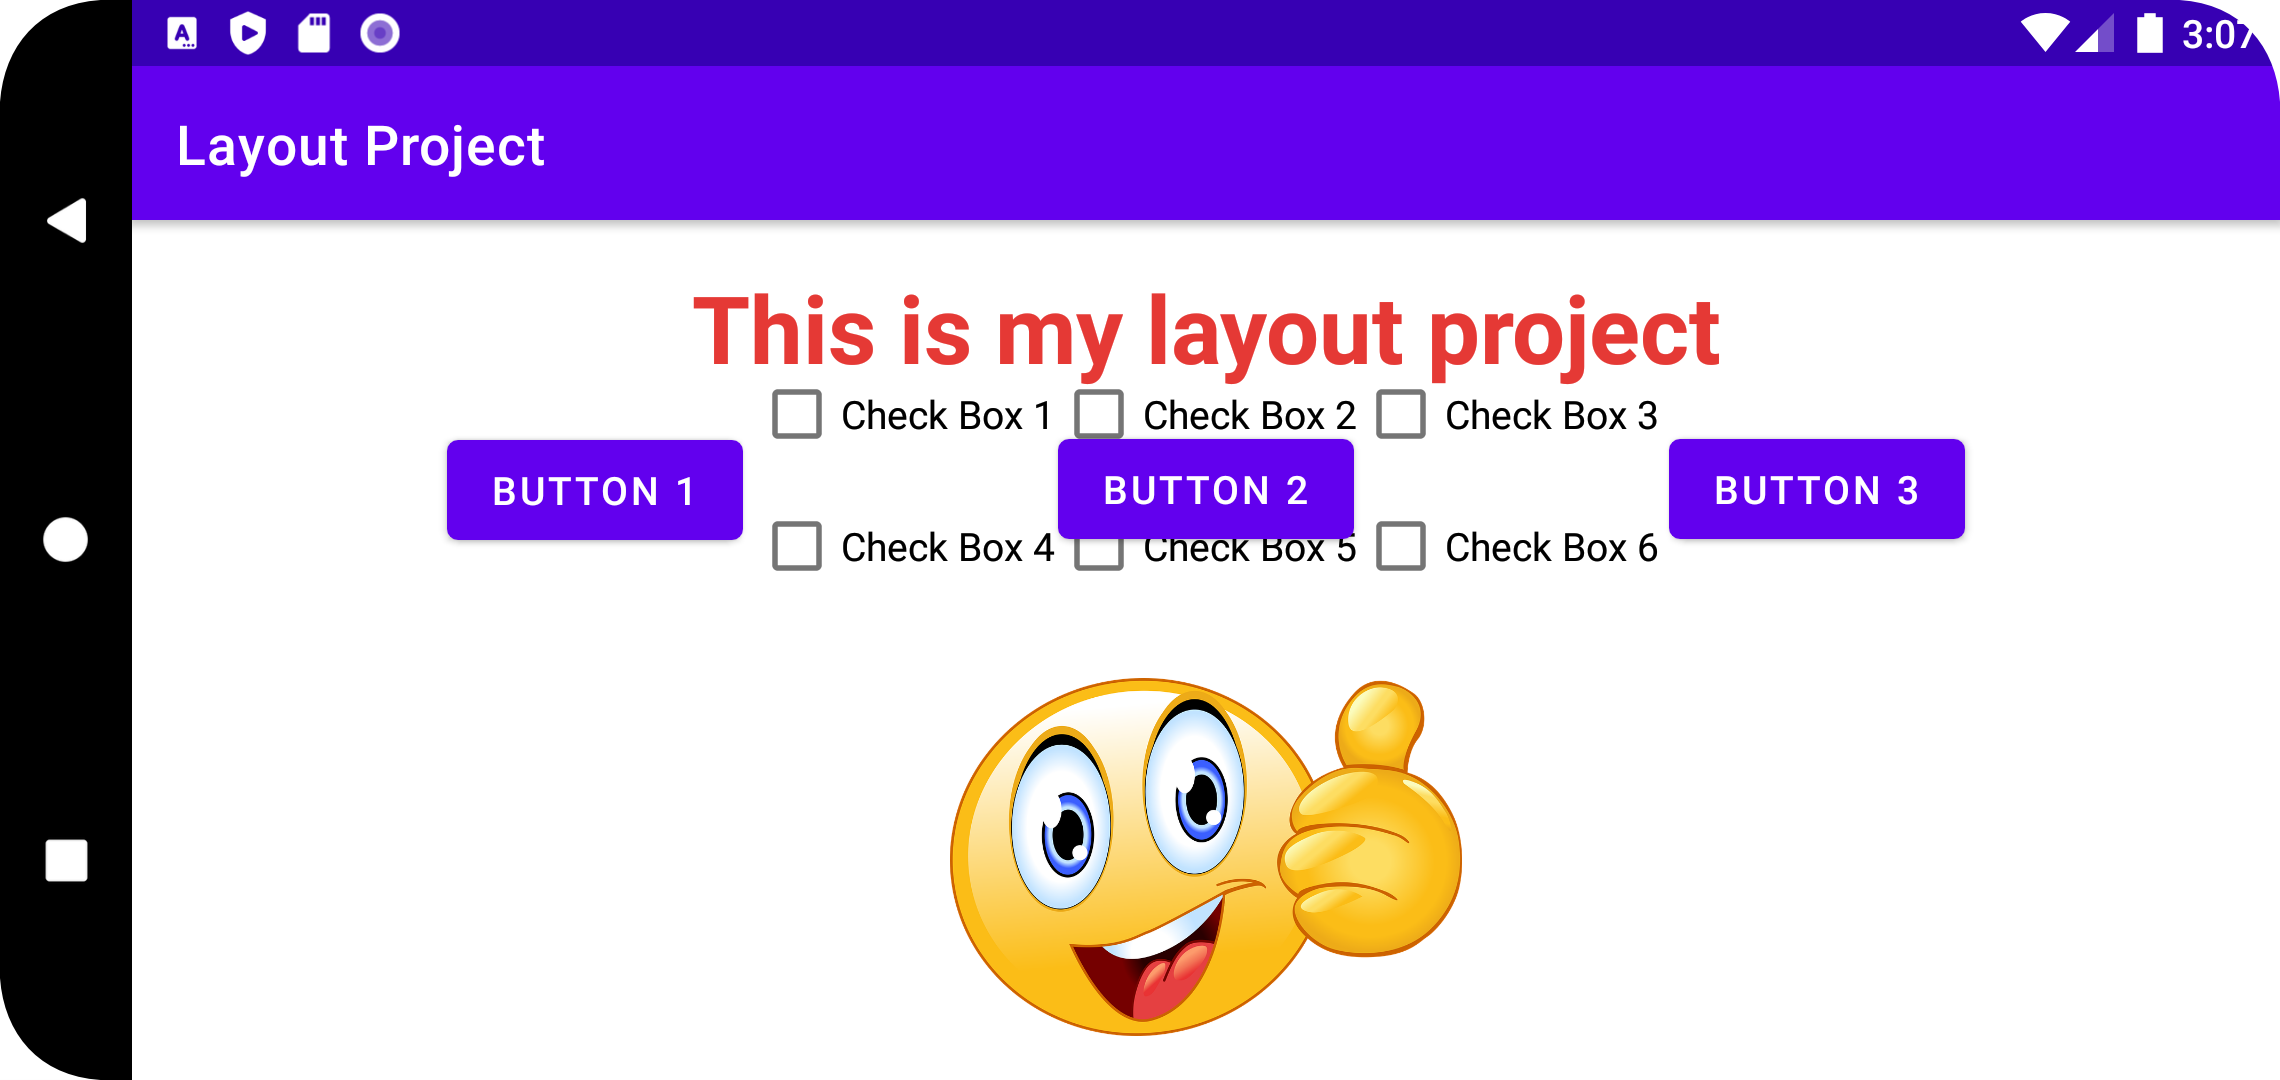 3:07
Layout Project
This is my layout project
Check Box 1 Check Box 2 Check Box 3
BUTTON 1 BUTTON 2 BUTTON 3
Check Box 4 Check Box 5 Check Box 6